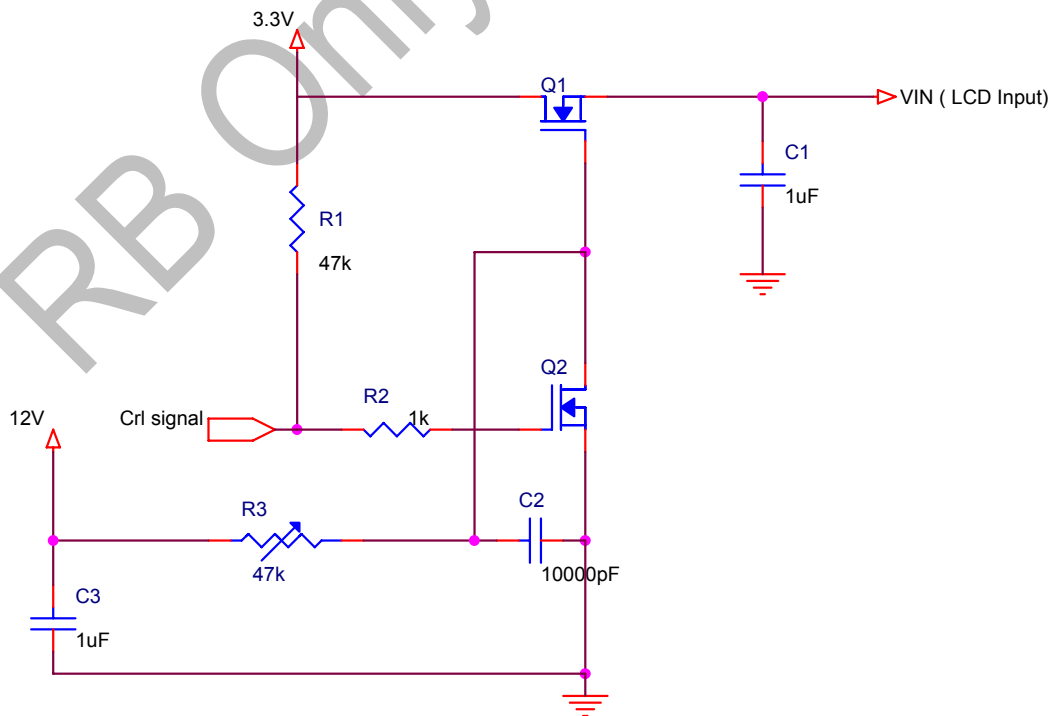 RB Only
3.3V
Q1
VIN ( LCD Input)
C1
1uF
R1
47k
Q2
R2
1k
12V
Crl signal
R3
47k
C2
10000pF
C3
1uF